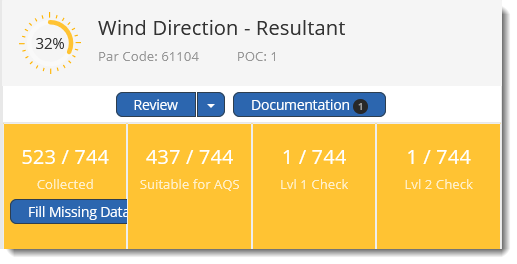 32%
Wind Direction - Resultant
Par Code: 61104 POC: 1
Review Documentation 1
523 / 744 437 / 744 1 / 744 1 / 744
Collected Suitable for AQS Lvl 1 Check Lvl 2 Check
Fill Missing Data